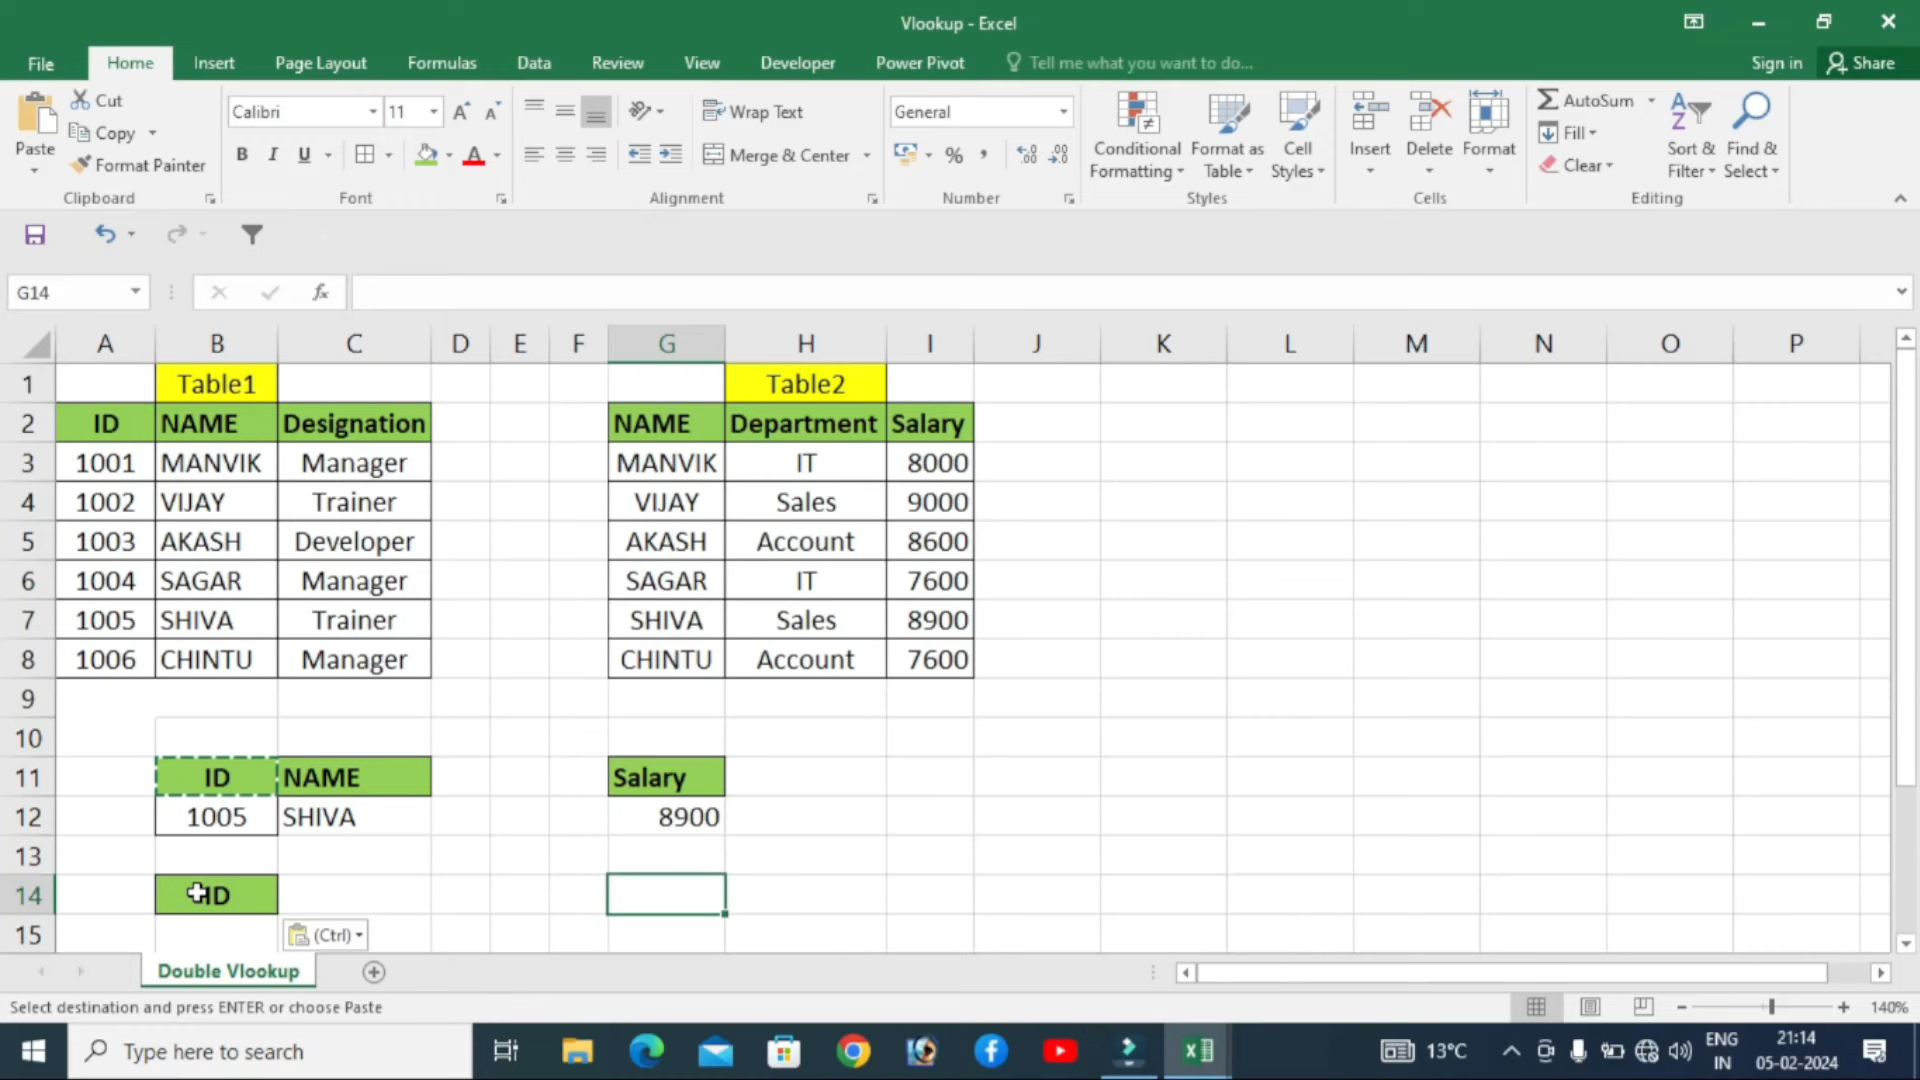 Vlookup - Excel
File Home Insert Page Layout Formulas Data Review View Developer Power Pivot Tell me what you want to do... Sign in Share
Paste Cut Copy Format Painter Clipboard
Calibri 11 B I U A Font
Wrap Text Merge & Center Alignment
General % , Number
Conditional Formatting Format as Table Cell Styles Styles
Insert Delete Format Cells
AutoSum Fill Clear Sort & Filter Find & Select Editing
G14 fx
A B C D E F G H I J K L M N O P
1 Table1 Table2
2 ID NAME Designation NAME Department Salary
3 1001 MANVIK Manager MANVIK IT 8000
4 1002 VIJAY Trainer VIJAY Sales 9000
5 1003 AKASH Developer AKASH Account 8600
6 1004 SAGAR Manager SAGAR IT 7600
7 1005 SHIVA Trainer SHIVA Sales 8900
8 1006 CHINTU Manager CHINTU Account 7600
9
10
11 ID NAME Salary
12 1005 SHIVA 8900
13
14 ID
15 (Ctrl)
Double Vlookup
Select destination and press ENTER or choose Paste 140%
Type here to search 13°C ENG IN 21:14 05-02-2024